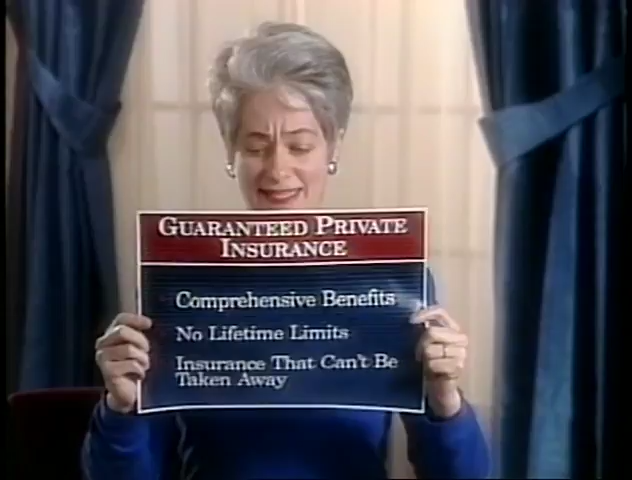 GUARANTEED PRIVATE
INSURANCE
Comprehensive Benefits
No Lifetime Limits
Insurance That Can't Be
Taken Away